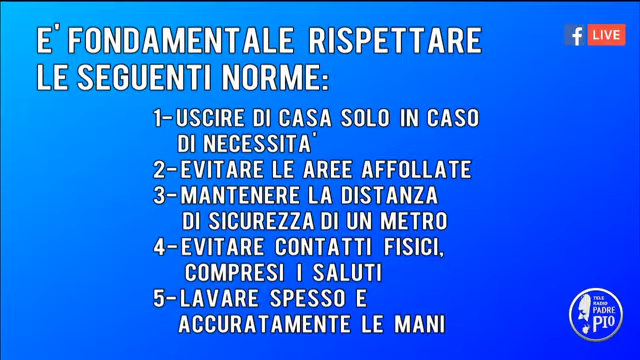 E' FONDAMENTALE RISPETTARE
LE SEGUENTI NORME:
f LIVE
1-USCIRE DI CASA SOLO IN CASO
DI NECESSITA'
2-EVITARE LE AREE AFFOLLATE
3-MANTENERE LA DISTANZA
DI SICUREZZA DI UN METRO
4-EVITARE CONTATTI FISICI,
COMPRESI I SALUTI
5-LAVARE SPESSO E
ACCURATAMENTE LE MANI
TELE
RADIO
PADRE
PIO